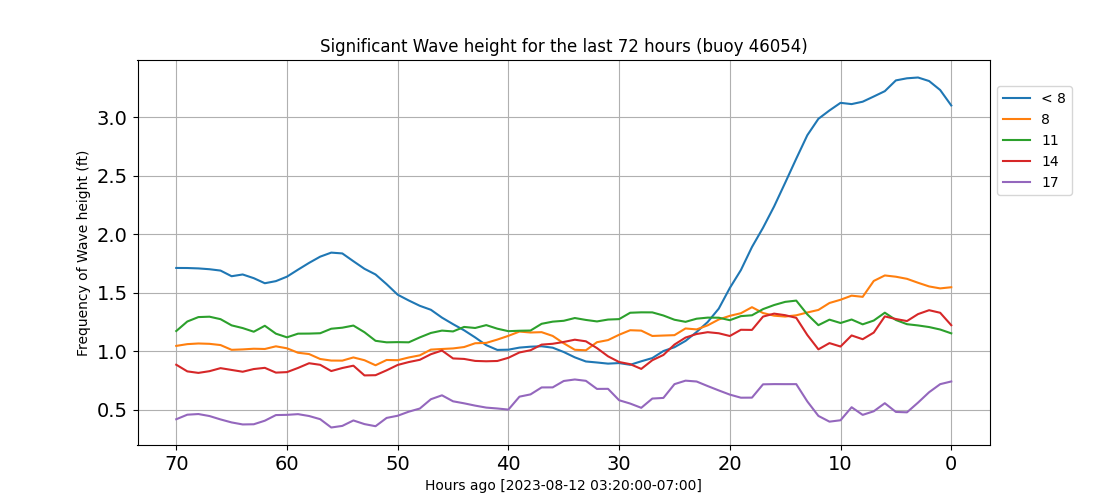 Significant Wave height for the last 72 hours (buoy 46054)
Frequency of Wave height (ft)
3.0
2.5
2.0
1.5
1.0
0.5
70 60 50 40 30 20 10 0
Hours ago [2023-08-12 03:20:00-07:00]
< 8
8
11
14
17